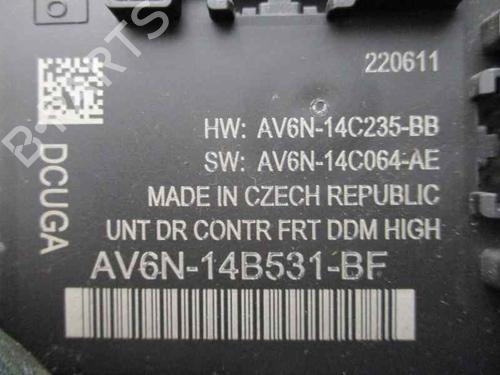 220611
HW: AV6N-14C235-BB
SW: AV6N-14C064-AE
MADE IN CZECH REPUBLIC
UNT DR CONTR FRT DDM HIGH
AV6N-14B531-BF
DCUGA